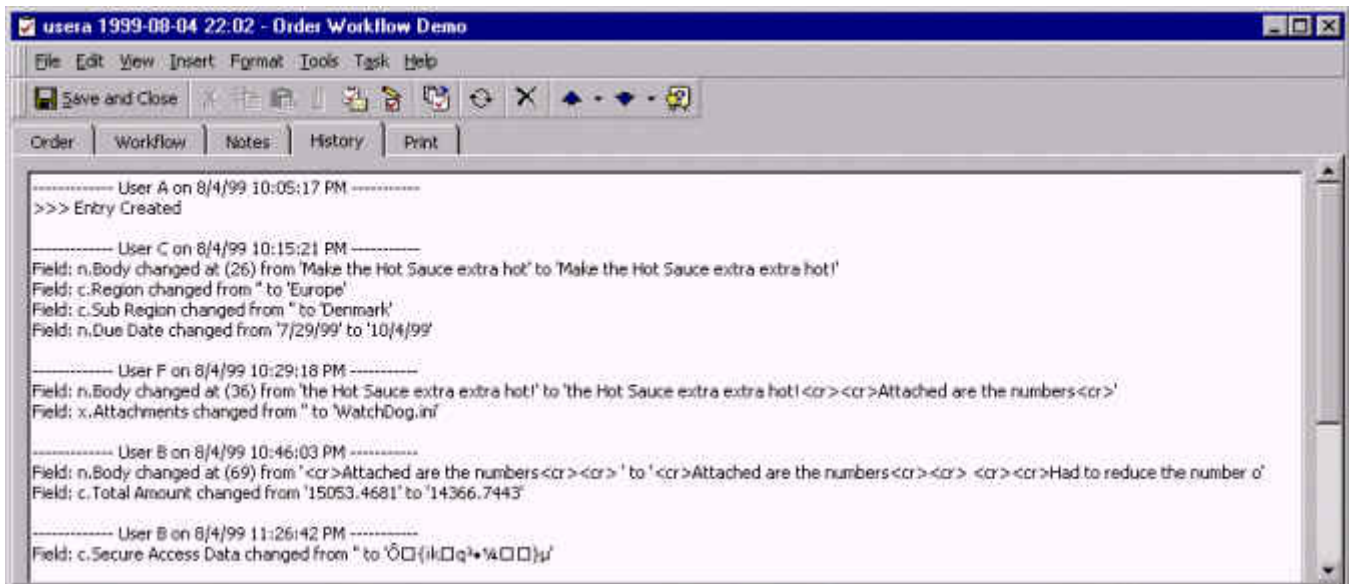 usera 1999-08-04 22:02 - Order Workflow Demo
File Edit View Insert Format Tools Task Help
Save and Close
Order Workflow Notes History Print
------------- User A on 8/4/99 10:05:17 PM ------------
>>> Entry Created
------------- User C on 8/4/99 10:15:21 PM ------------
Field: n.Body changed at (26) from 'Make the Hot Sauce extra hot' to 'Make the Hot Sauce extra extra hot!'
Field: c.Region changed from '' to 'Europe'
Field: c.Sub Region changed from '' to 'Denmark'
Field: n.Due Date changed from '7/29/99' to '10/4/99'
------------- User F on 8/4/99 10:29:18 PM ------------
Field: n.Body changed at (36) from 'the Hot Sauce extra extra hot!' to 'the Hot Sauce extra extra hot!<cr><cr>Attached are the numbers<cr>'
Field: x.Attachments changed from '' to 'WatchDog.ini'
------------- User B on 8/4/99 10:46:03 PM ------------
Field: n.Body changed at (69) from '<cr>Attached are the numbers<cr><cr> ' to '<cr>Attached are the numbers<cr><cr> <cr><cr>Had to reduce the number o'
Field: c.Total Amount changed from '15053.4681' to '14366.7443'
------------- User B on 8/4/99 11:26:42 PM ------------
Field: c.Secure Access Data changed from '' to